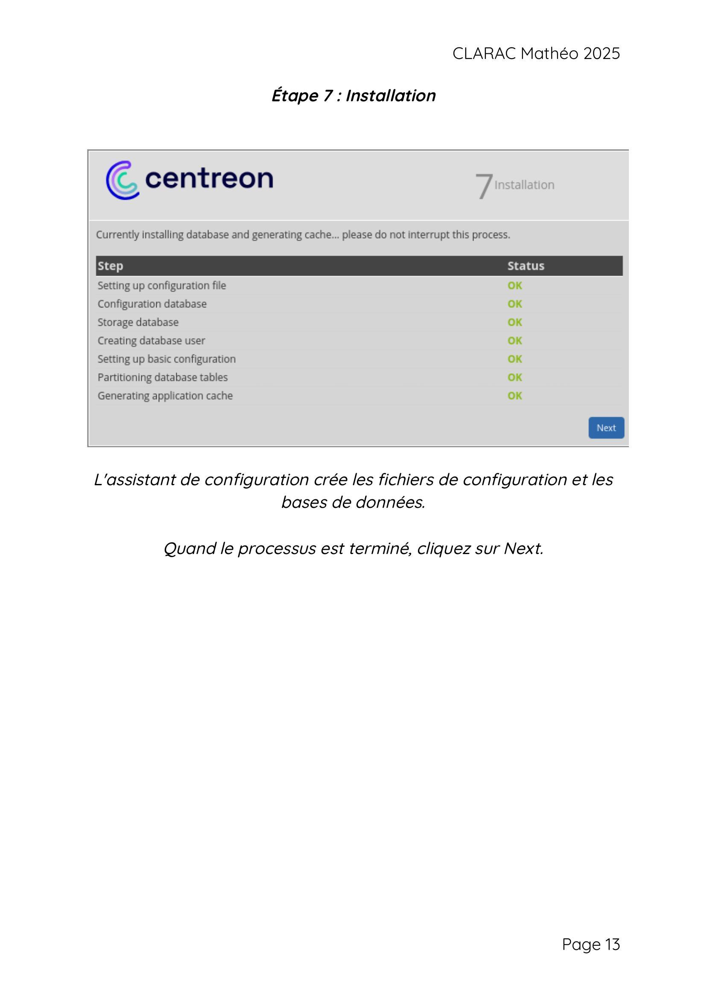 CLARAC Mathéo 2025
Étape 7 : Installation
centreon
7 Installation
Currently installing database and generating cache... please do not interrupt this process.
Step Status
Setting up configuration file OK
Configuration database OK
Storage database OK
Creating database user OK
Setting up basic configuration OK
Partitioning database tables OK
Generating application cache OK
Next
L'assistant de configuration crée les fichiers de configuration et les
bases de données.
Quand le processus est terminé, cliquez sur Next.
Page 13